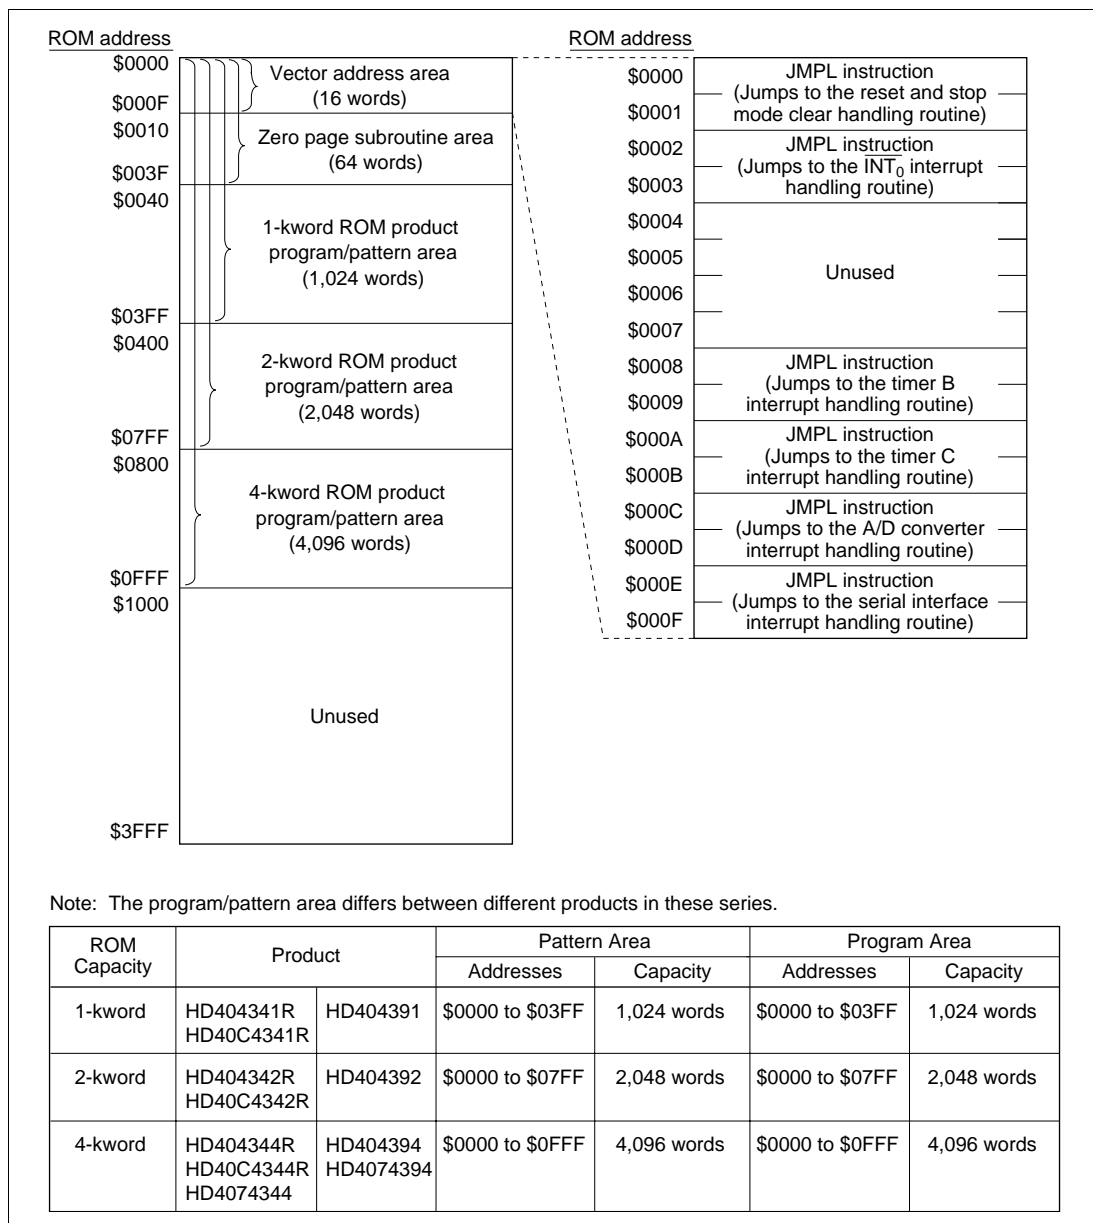 ROM address
$0000
Vector address area
(16 words)
$000F
$0010
Zero page subroutine area
(64 words)
$003F
$0040
1-kword ROM product
program/pattern area
(1,024 words)
$03FF
$0400
2-kword ROM product
program/pattern area
(2,048 words)
$07FF
$0800
4-kword ROM product
program/pattern area
(4,096 words)
$0FFF
$1000
Unused
$3FFF
ROM address
$0000
$0001
JMPL instruction
(Jumps to the reset and stop
mode clear handling routine)
$0002
$0003
JMPL instruction
(Jumps to the INT0 interrupt
handling routine)
$0004
$0005
$0006
$0007
Unused
$0008
$0009
JMPL instruction
(Jumps to the timer B
interrupt handling routine)
$000A
$000B
JMPL instruction
(Jumps to the timer C
interrupt handling routine)
$000C
$000D
JMPL instruction
(Jumps to the A/D converter
interrupt handling routine)
$000E
$000F
JMPL instruction
(Jumps to the serial interface
interrupt handling routine)
Note: The program/pattern area differs between different products in these series.
ROM Capacity Product Pattern Area Program Area
Addresses Capacity Addresses Capacity
1-kword HD404341R HD404391 $0000 to $03FF 1,024 words $0000 to $03FF 1,024 words
HD40C4341R
2-kword HD404342R HD404392 $0000 to $07FF 2,048 words $0000 to $07FF 2,048 words
HD40C4342R
4-kword HD404344R HD404394 $0000 to $0FFF 4,096 words $0000 to $0FFF 4,096 words
HD40C4344R HD4074394
HD4074344